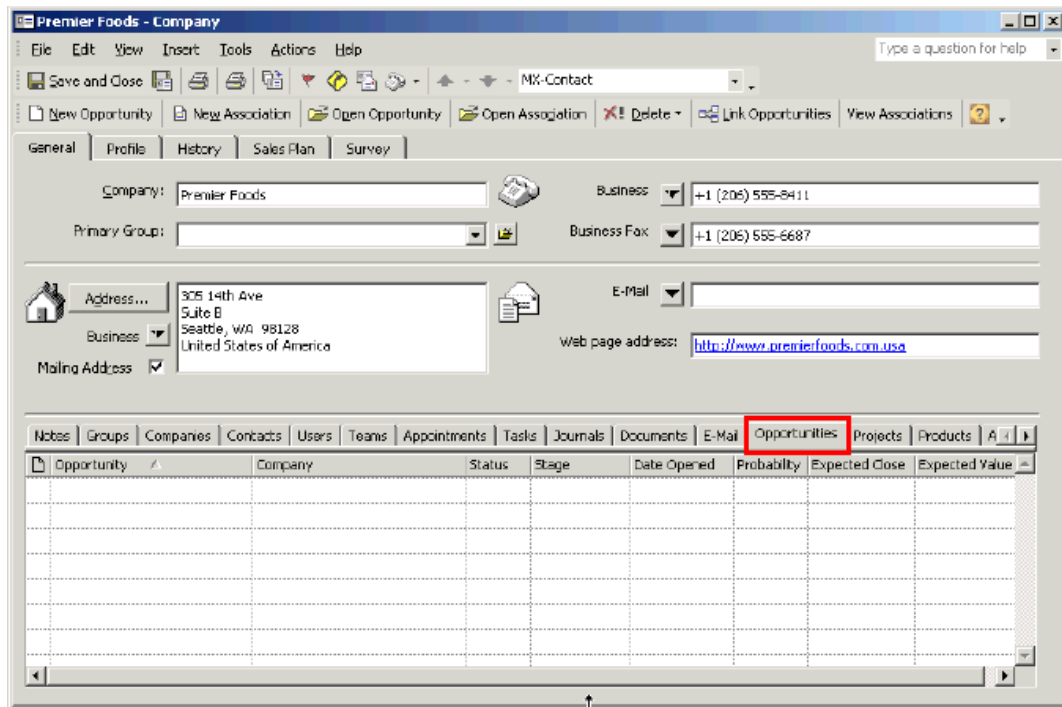 Premier Foods - Company
File Edit View Insert Tools Actions Help Type a question for help
Save and Close MX-Contact
New Opportunity New Association Open Opportunity Open Association Delete Link Opportunities View Associations
General Profile History Sales Plan Survey
Company: Premier Foods Business +1 (206) 555-8411
Primary Group: Business Fax +1 (206) 555-6687
Address... 305 14th Ave E-Mail
Suite B
Business Seattle, WA 98128
United States of America Web page address: http://www.premierfoods.com.usa
Mailing Address
Notes Groups Companies Contacts Users Teams Appointments Tasks Journals Documents E-Mail Opportunities Projects Products A
Opportunity Company Status Stage Date Opened Probability Expected Close Expected Value